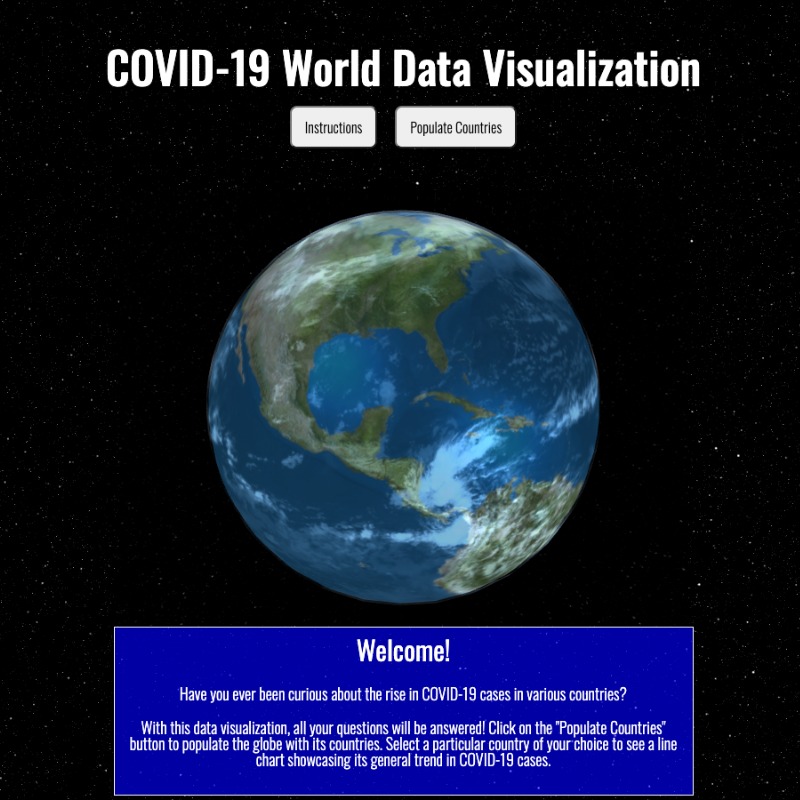 COVID-19 World Data Visualization
Instructions
Populate Countries
Welcome!
Have you ever been curious about the rise in COVID-19 cases in various countries?
With this data visualization, all your questions will be answered! Click on the "Populate Countries"
button to populate the globe with its countries. Select a particular country of your choice to see a line
chart showcasing its general trend in COVID-19 cases.